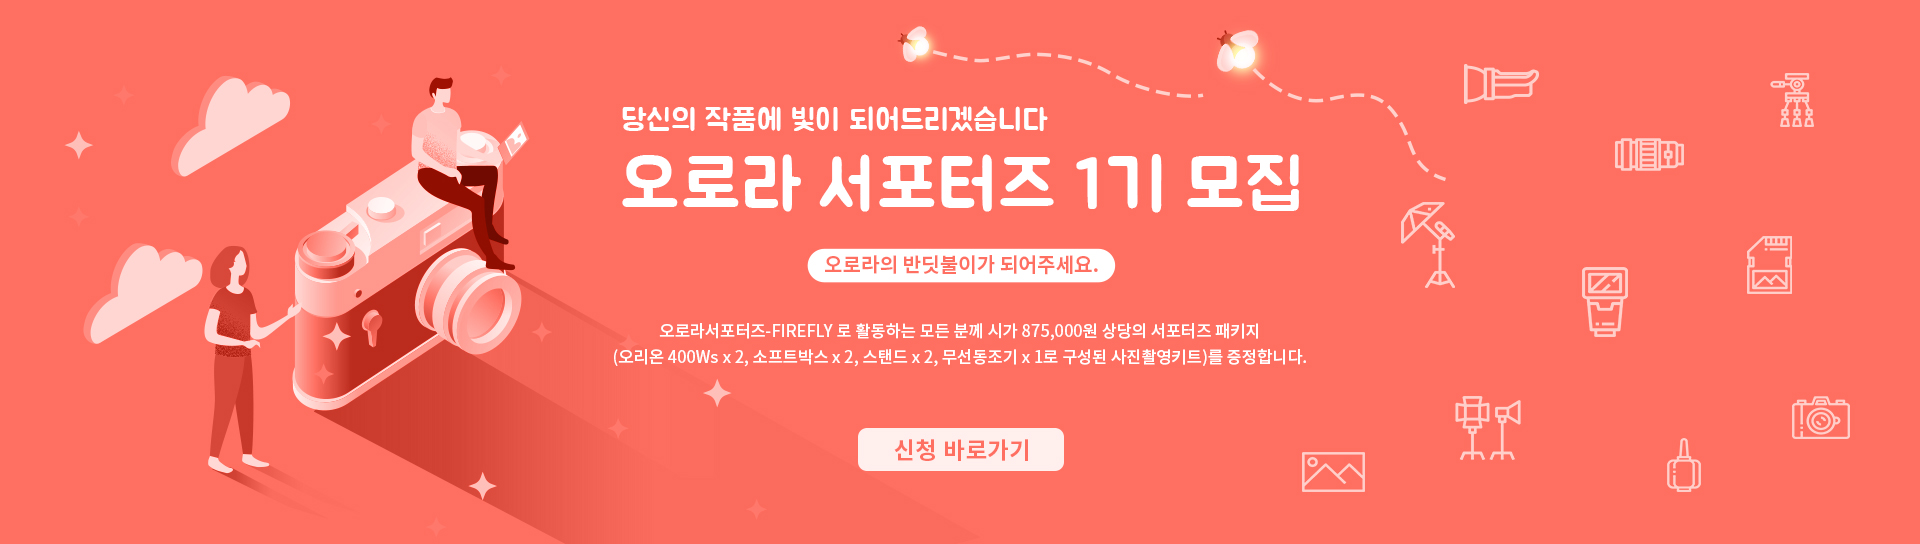 당신의 작품에 빛이 되어드리겠습니다
오로라 서포터즈 1기 모집
오로라의 반딧불이가 되어주세요.
오로라서포터즈-FIREFLY 로 활동하는 모든 분께 시가 875,000원 상당의 서포터즈 패키지
(오리온 400Ws x 2, 소프트박스 x 2, 스탠드 x 2, 무선동조기 x 1로 구성된 사진촬영키트)를 증정합니다.
신청 바로가기